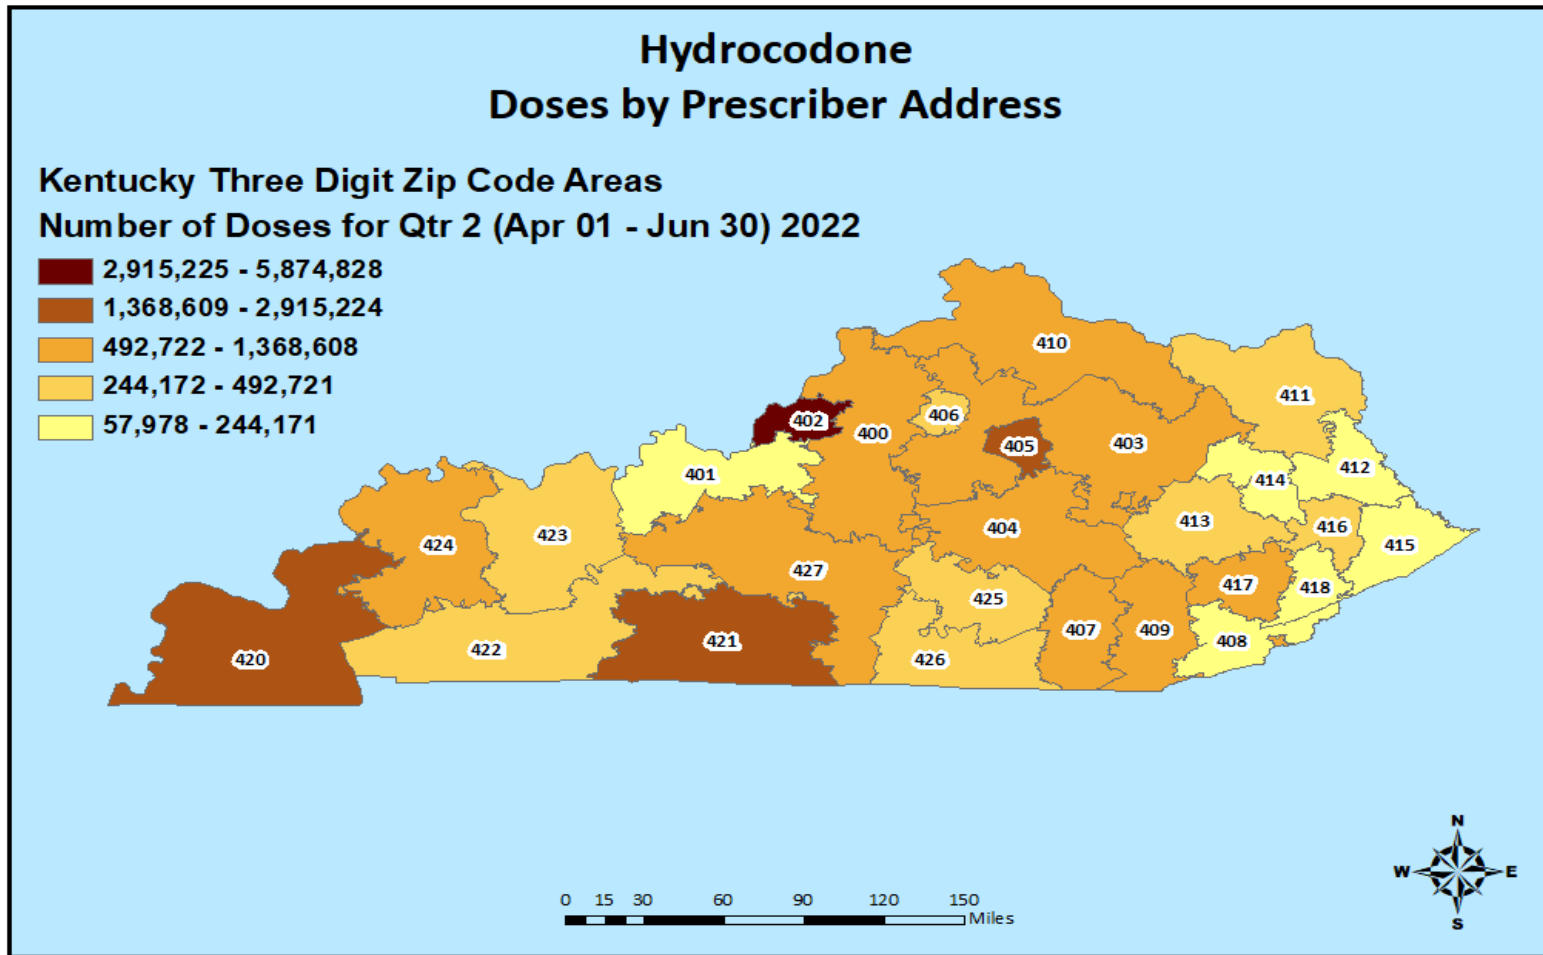 Hydrocodone
Doses by Prescriber Address
Kentucky Three Digit Zip Code Areas
Number of Doses for Qtr 2 (Apr 01 - Jun 30) 2022
2,915,225 - 5,874,828
1,368,609 - 2,915,224
492,722 - 1,368,608
244,172 - 492,721
57,978 - 244,171
410
411
406
402
400
405
403
401
414
412
413
416
404
424
423
415
427
417
418
425
407
409
408
421
422
420
426
N
W E
S
0 15 30 60 90 120 150
Miles